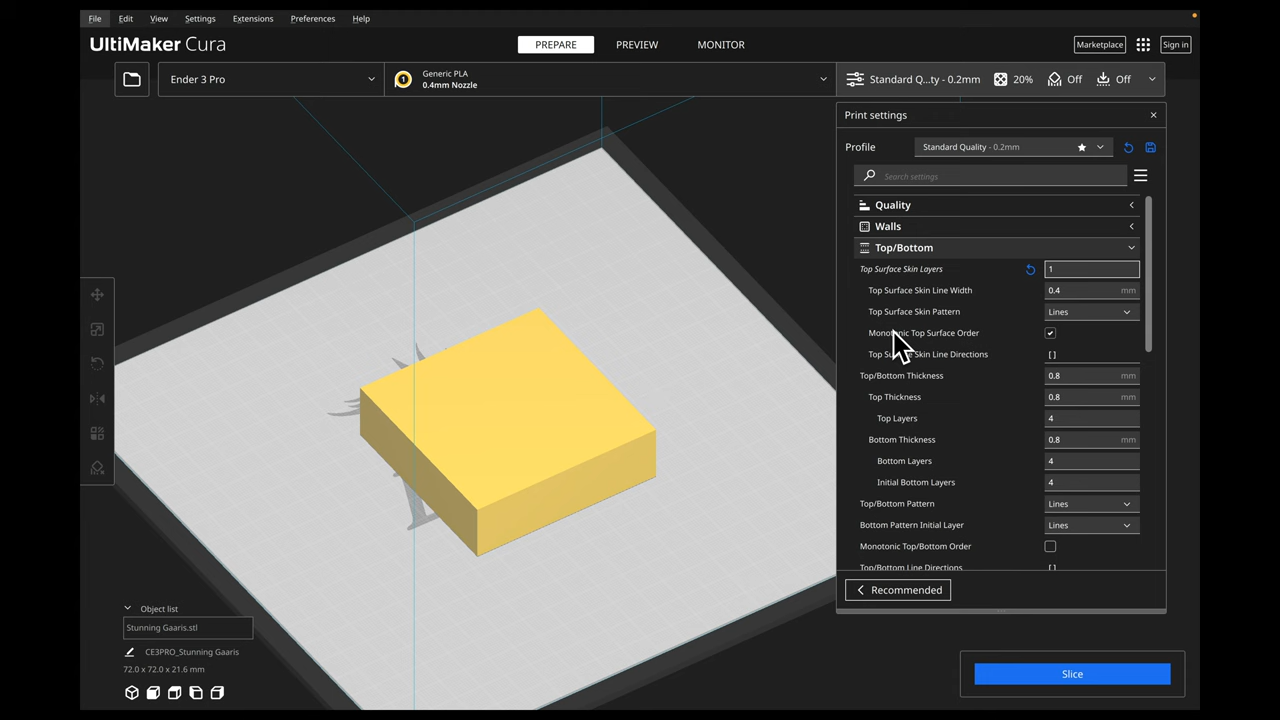 File Edit View Settings Extensions Preferences Help
UltiMaker Cura PREPARE PREVIEW MONITOR Marketplace Sign in
Ender 3 Pro 1 Generic PLA 0.4mm Nozzle Standard Q...ty - 0.2mm 20% Off Off
Print settings
Profile Standard Quality - 0.2mm
Search settings
Quality
Walls
Top/Bottom
Top Surface Skin Layers 1
Top Surface Skin Line Width 0.4 mm
Top Surface Skin Pattern Lines
Top Surface Order
Top Skin Line Directions [ ]
Top/Bottom Thickness 0.8 mm
Top Thickness 0.8 mm
Top Layers 4
Bottom Thickness 0.8 mm
Bottom Layers 4
Initial Bottom Layers 4
Top/Bottom Pattern Lines
Bottom Pattern Initial Layer Lines
Monotonic Top/Bottom Order
Top/Bottom Line Directions [ ]
Recommended
Object list
Stunning Gaaris.stl
CE3PRO_Stunning Gaaris
72.0 x 72.0 x 21.6 mm
Slice